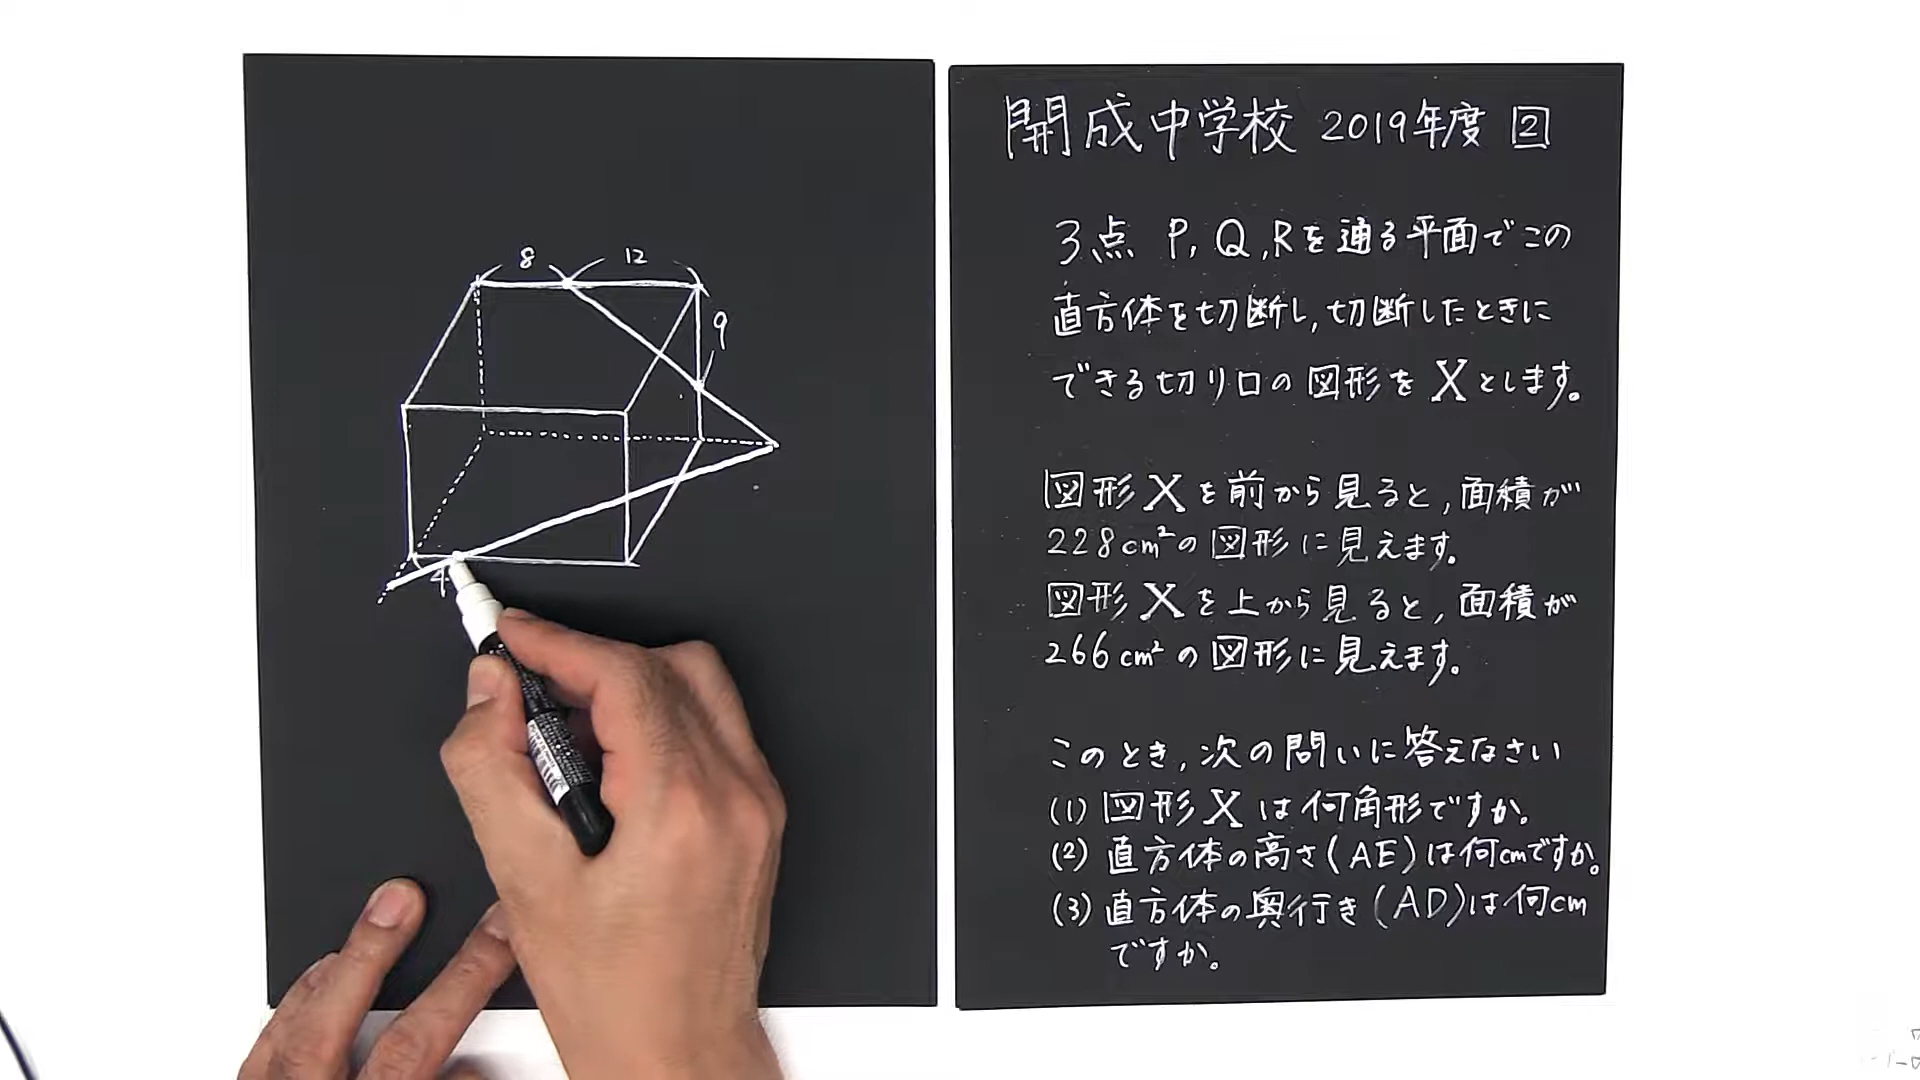 8
12
9
4
開成中学校 2019年度 2
3点 P, Q, Rを通る平面でこの
直方体を切断し, 切断したときに
できる切り口の図形をXとします。
図形Xを前から見ると, 面積が
228cm²の図形に見えます。
図形Xを上から見ると, 面積が
266cm²の図形に見えます。
このとき, 次の問いに答えなさい
(1) 図形Xは何角形ですか。
(2) 直方体の高さ(AE)は何cmですか。
(3) 直方体の奥行き(AD)は何cm
ですか。